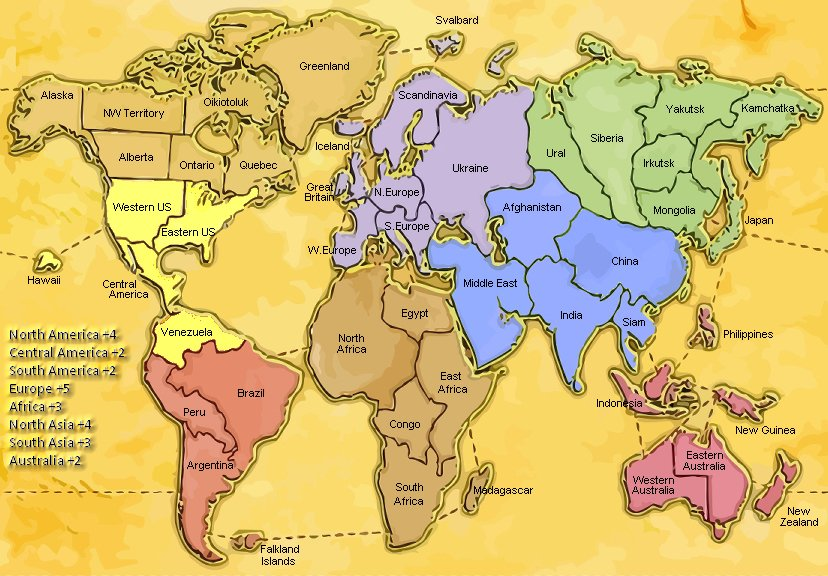 Svalbard
Greenland
Alaska
NW Territory
Oikiotoluk
Scandinavia
Yakutsk
Kamchatka
Siberia
Iceland
Ural
Irkutsk
Alberta
Ontario
Quebec
Ukraine
Great
Britain
N.Europe
Western US
Afghanistan
Mongolia
Japan
Eastern US
S.Europe
W.Europe
China
Hawaii
Central
America
Middle East
Egypt
India
Siam
Venezuela
North
Africa
Philippines
North America +4
Central America +2
South America +2
Europe +5
Africa +3
North Asia +4
South Asia +3
Australia +2
East
Africa
Brazil
Peru
Indonesia
Congo
New Guinea
Argentina
Eastern
Australia
Western
Australia
South
Africa
Madagascar
New
Zealand
Falkland
Islands